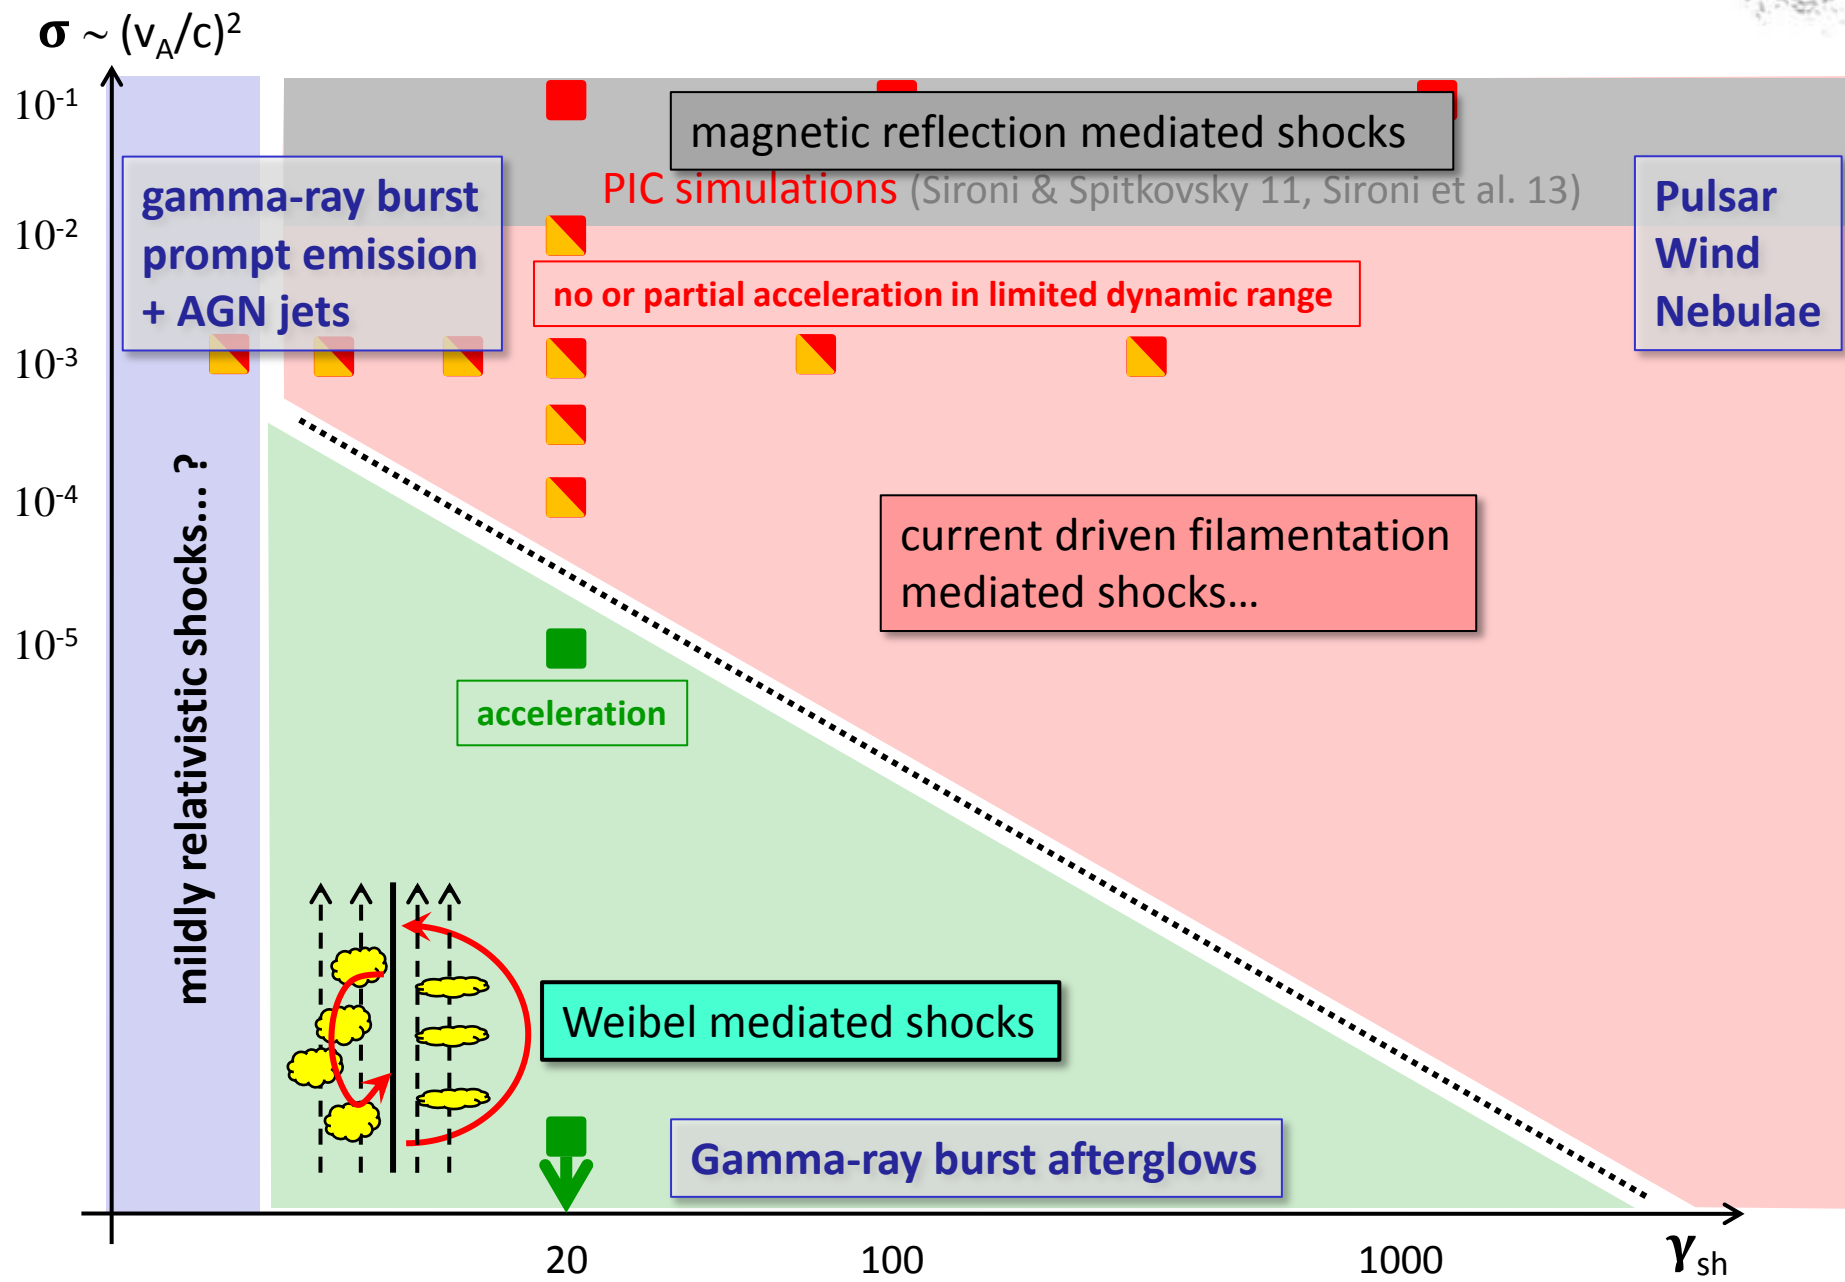 σ ~ (v_A/c)²
10⁻¹
magnetic reflection mediated shocks
gamma-ray burst
prompt emission
+ AGN jets
PIC simulations (Sironi & Spitkovsky 11, Sironi et al. 13)
Pulsar
Wind
Nebulae
10⁻²
no or partial acceleration in limited dynamic range
10⁻³
mildly relativistic shocks... ?
10⁻⁴
current driven filamentation
mediated shocks…
10⁻⁵
acceleration
Weibel mediated shocks
Gamma-ray burst afterglows
20
100
1000
γ_sh